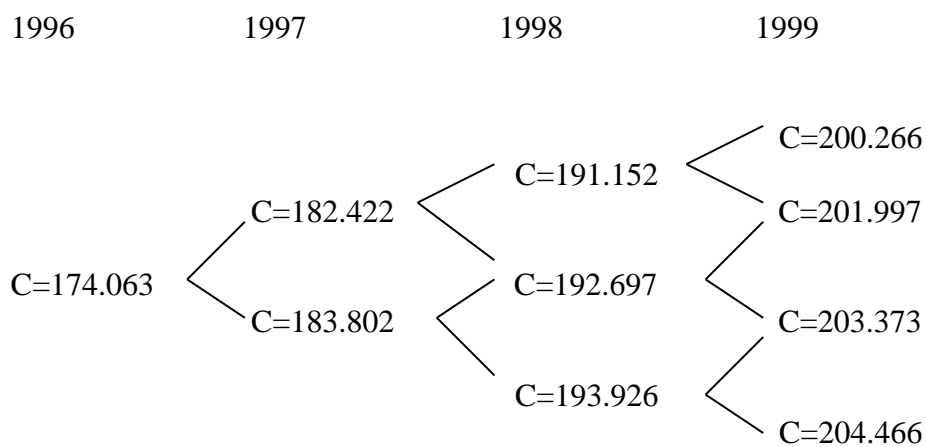 1996 1997 1998 1999
C=200.266
C=191.152
C=182.422 C=201.997
C=174.063 C=192.697
C=183.802 C=203.373
C=193.926
C=204.466